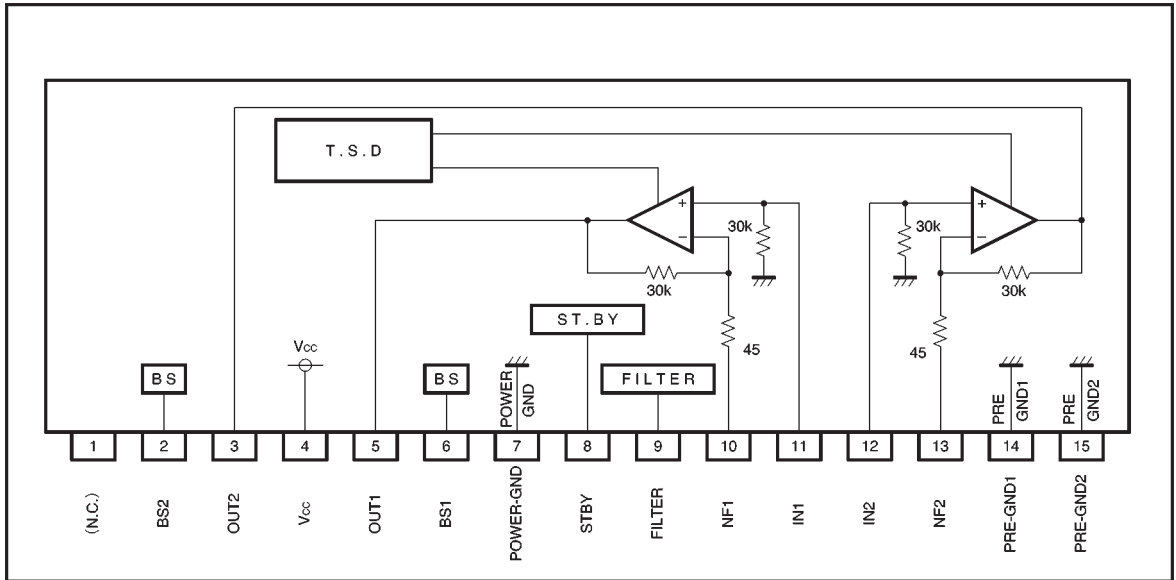 T.S.D
+
−
30k
30k
45
+
−
30k
30k
45
ST.BY
Vcc
BS
BS
POWER
GND
FILTER
PRE
GND1
PRE
GND2
1
2
3
4
5
6
7
8
9
10
11
12
13
14
15
(N.C.)
BS2
OUT2
Vcc
OUT1
BS1
POWER-GND
STBY
FILTER
NF1
IN1
IN2
NF2
PRE-GND1
PRE-GND2